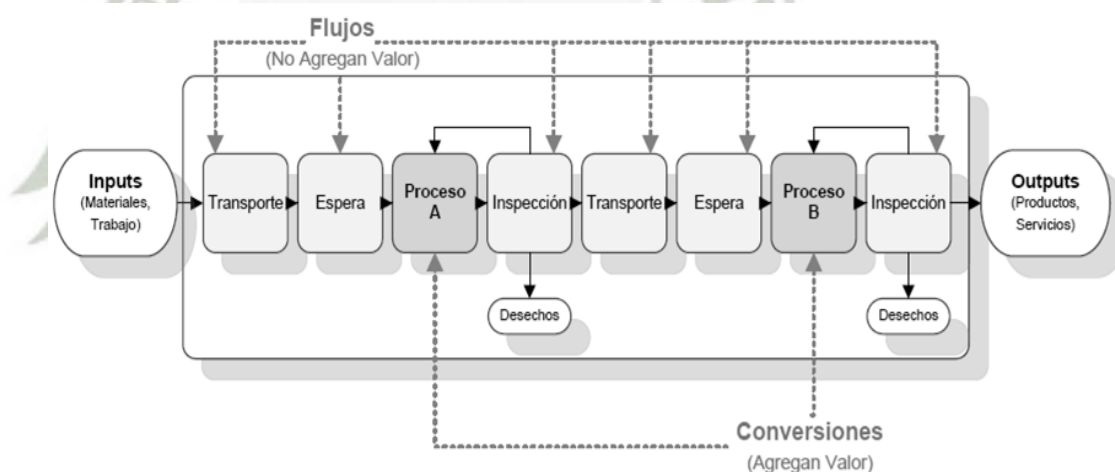 Flujos
(No Agregan Valor)
Inputs
(Materiales,
Trabajo)
Transporte
Espera
Proceso
A
Inspección
Transporte
Espera
Proceso
B
Inspección
Outputs
(Productos,
Servicios)
Desechos
Desechos
Conversiones
(Agregan Valor)